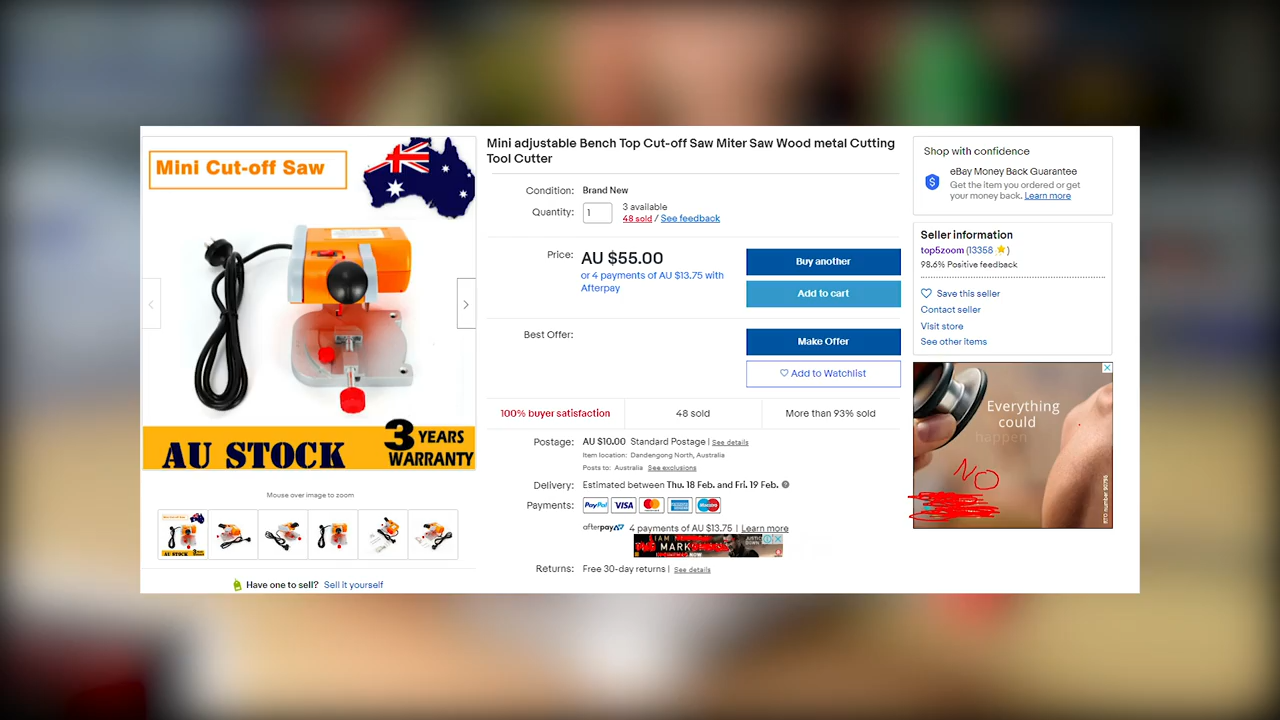 Mini Cut-off Saw
AU STOCK
3 YEARS
WARRANTY
Mouse over image to zoom
Have one to sell? Sell it yourself
Mini adjustable Bench Top Cut-off Saw Miter Saw Wood metal Cutting
Tool Cutter
Condition: Brand New
Quantity: 1 3 available
48 sold / See feedback
Price: AU $55.00
or 4 payments of AU $13.75 with
Afterpay
Buy another
Add to cart
Best Offer:
Make Offer
Add to Watchlist
100% buyer satisfaction 48 sold More than 93% sold
Postage: AU $10.00 Standard Postage | See details
Item location: Dandengong North, Australia
Posts to: Australia See exclusions
Delivery: Estimated between Thu. 18 Feb. and Fri. 19 Feb.
Payments: PayPal VISA
afterpay 4 payments of AU $13.75 | Learn more
Returns: Free 30-day returns | See details
Shop with confidence
eBay Money Back Guarantee
Get the item you ordered or get
your money back. Learn more
Seller information
top5zoom (13358)
98.6% Positive feedback
Save this seller
Contact seller
Visit store
See other items
Everything
could
happen
NO